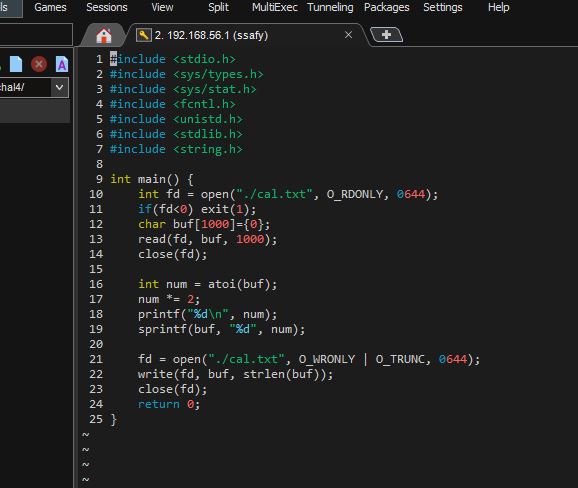 ls Games Sessions View Split MultiExec Tunneling Packages Settings Help
2. 192.168.56.1 (ssafy)
hal4/
1 #include <stdio.h>
2 #include <sys/types.h>
3 #include <sys/stat.h>
4 #include <fcntl.h>
5 #include <unistd.h>
6 #include <stdlib.h>
7 #include <string.h>
8
9 int main() {
10 int fd = open("./cal.txt", O_RDONLY, 0644);
11 if(fd<0) exit(1);
12 char buf[1000]={0};
13 read(fd, buf, 1000);
14 close(fd);
15
16 int num = atoi(buf);
17 num *= 2;
18 printf("%d\n", num);
19 sprintf(buf, "%d", num);
20
21 fd = open("./cal.txt", O_WRONLY | O_TRUNC, 0644);
22 write(fd, buf, strlen(buf));
23 close(fd);
24 return 0;
25 }
~
~
~
~